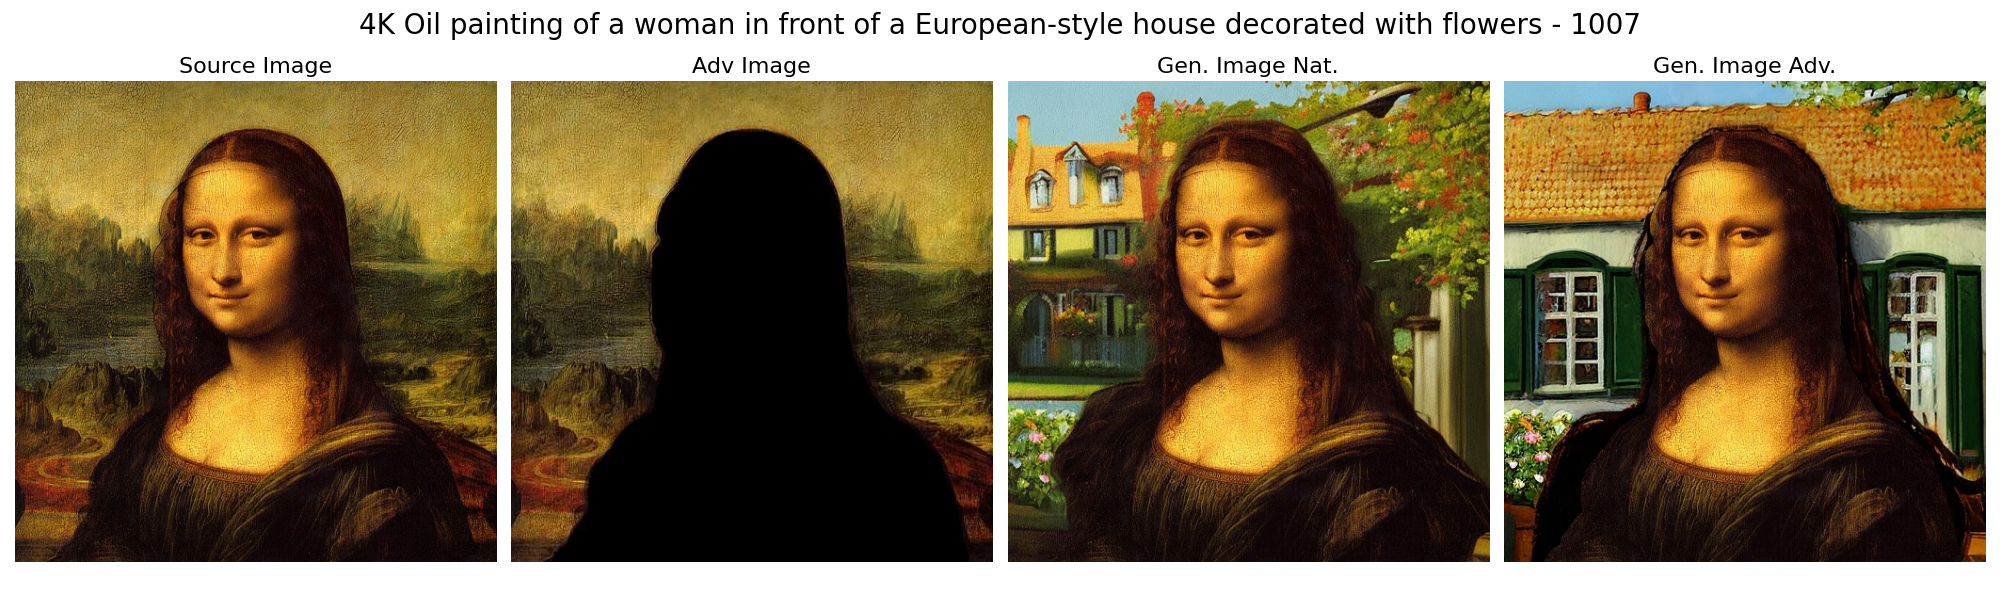 4K Oil painting of a woman in front of a European-style house decorated with flowers - 1007
Source Image
Adv Image
Gen. Image Nat.
Gen. Image Adv.